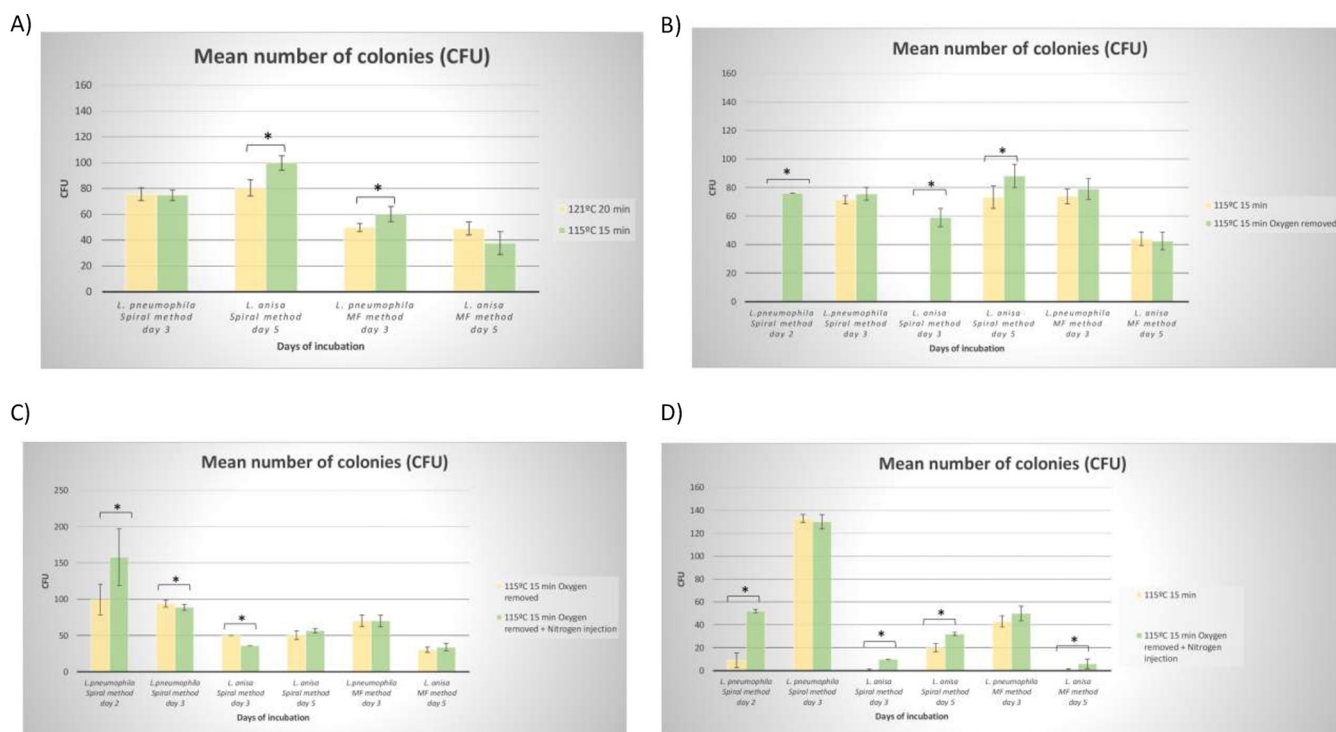 A)
Mean number of colonies (CFU)
160
140
120
100
80
60
40
20
0
CFU
*
*
L. pneumophila Spiral method day 3
L. anisa Spiral method day 5
L. pneumophila MF method day 3
L. anisa MF method day 5
Days of incubation
121ºC 20 min
115ºC 15 min
B)
Mean number of colonies (CFU)
160
140
120
100
80
60
40
20
0
CFU
*
*
*
L.pneumophila Spiral method day 2
L.pneumophila Spiral method day 3
L. anisa Spiral method day 3
L. anisa Spiral method day 5
L.pneumophila MF method day 3
L. anisa MF method day 5
Days of incubation
115ºC 15 min
115ºC 15 min Oxygen removed
C)
Mean number of colonies (CFU)
250
200
150
100
50
0
CFU
*
*
*
L.pneumophila Spiral method day 2
L.pneumophila Spiral method day 3
L. anisa Spiral method day 3
L. anisa Spiral method day 5
L.pneumophila MF method day 3
L. anisa MF method day 5
Days of incubation
115ºC 15 min Oxygen
removed
115ºC 15 min Oxygen
removed + Nitrogen injection
D)
Mean number of colonies (CFU)
160
140
120
100
80
60
40
20
0
CFU
*
*
*
*
L. pneumophila Spiral method day 2
L. pneumophila Spiral method day 3
L. anisa Spiral method day 3
L. anisa Spiral method day 5
L. pneumophila MF method day 3
L. anisa MF method day 5
Days of incubation
115ºC 15 min
115ºC 15 min Oxygen
removed + Nitrogen
injection